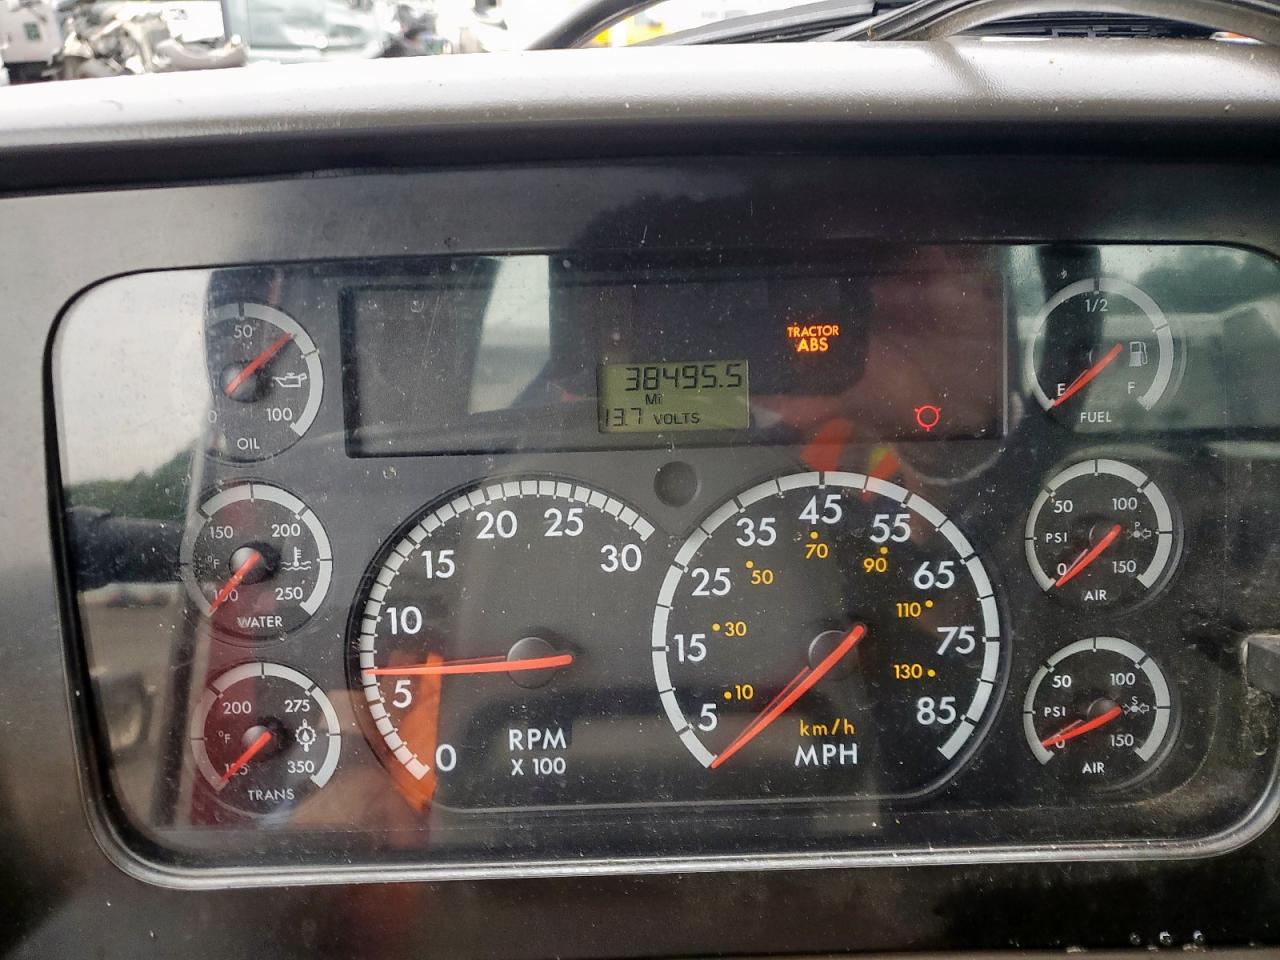 50
0
100
OIL
150
200
°F
100
250
WATER
200
275
°F
125
350
TRANS
38495.5
Mi
13.7 VOLTS
TRACTOR
ABS
0
5
10
15
20
25
30
RPM
X 100
5
15
25
35
45
55
65
75
85
10
30
50
70
90
110
130
km/h
MPH
1/2
E
F
FUEL
50
100
PSI
P
0
150
AIR
50
100
PSI
S
0
150
AIR